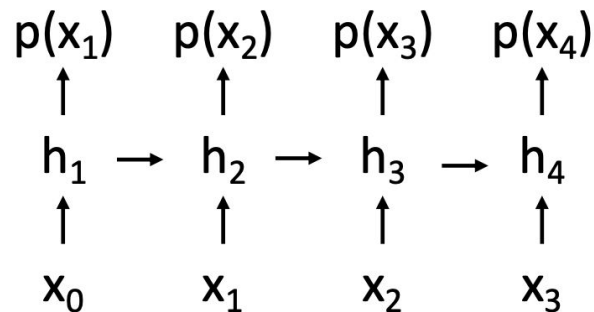 p(x₁) p(x₂) p(x₃) p(x₄)
h₁ h₂ h₃ h₄
x₀ x₁ x₂ x₃